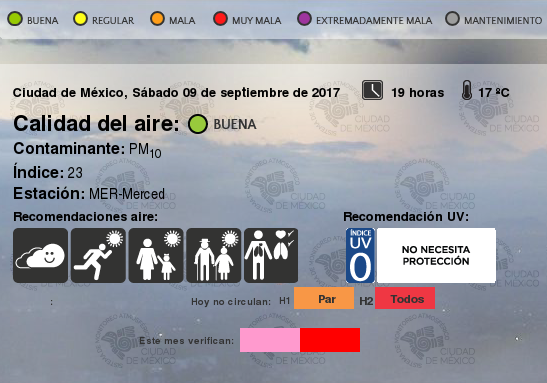 BUENA REGULAR MALA MUY MALA EXTREMADAMENTE MALA MANTENIMIENTO
Ciudad de México, Sábado 09 de septiembre de 2017 19 horas 17 ºC
Calidad del aire: BUENA
Contaminante: PM10
Índice: 23
Estación: MER-Merced
Recomendaciones aire: Recomendación UV:
ÍNDICE UV 0 NO NECESITA PROTECCIÓN
: Hoy no circulan: H1 Par H2 Todos
Este mes verifican:
CIUDAD DE MÉXICO